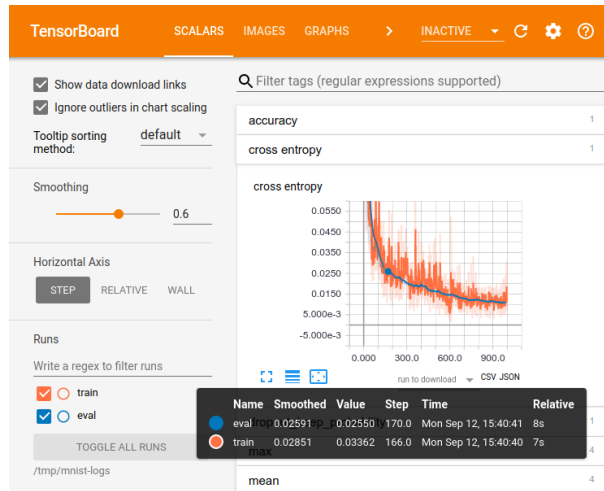 TensorBoard SCALARS IMAGES GRAPHS INACTIVE
Show data download links
Ignore outliers in chart scaling
Tooltip sorting method: default
Smoothing
0.6
Horizontal Axis
STEP RELATIVE WALL
Runs
Write a regex to filter runs
train
eval
TOGGLE ALL RUNS
/tmp/mnist-logs
Filter tags (regular expressions supported)
accuracy 1
cross entropy 1
cross entropy
0.0550
0.0450
0.0350
0.0250
0.0150
5.000e-3
-5.000e-3
0.000 300.0 600.0 900.0
run to download CSV JSON
Name Smoothed Value Step Time Relative
eval 0.02591 0.02550 170.0 Mon Sep 12, 15:40:41 8s
train 0.02851 0.03362 166.0 Mon Sep 12, 15:40:40 7s
1
max 4
mean 4